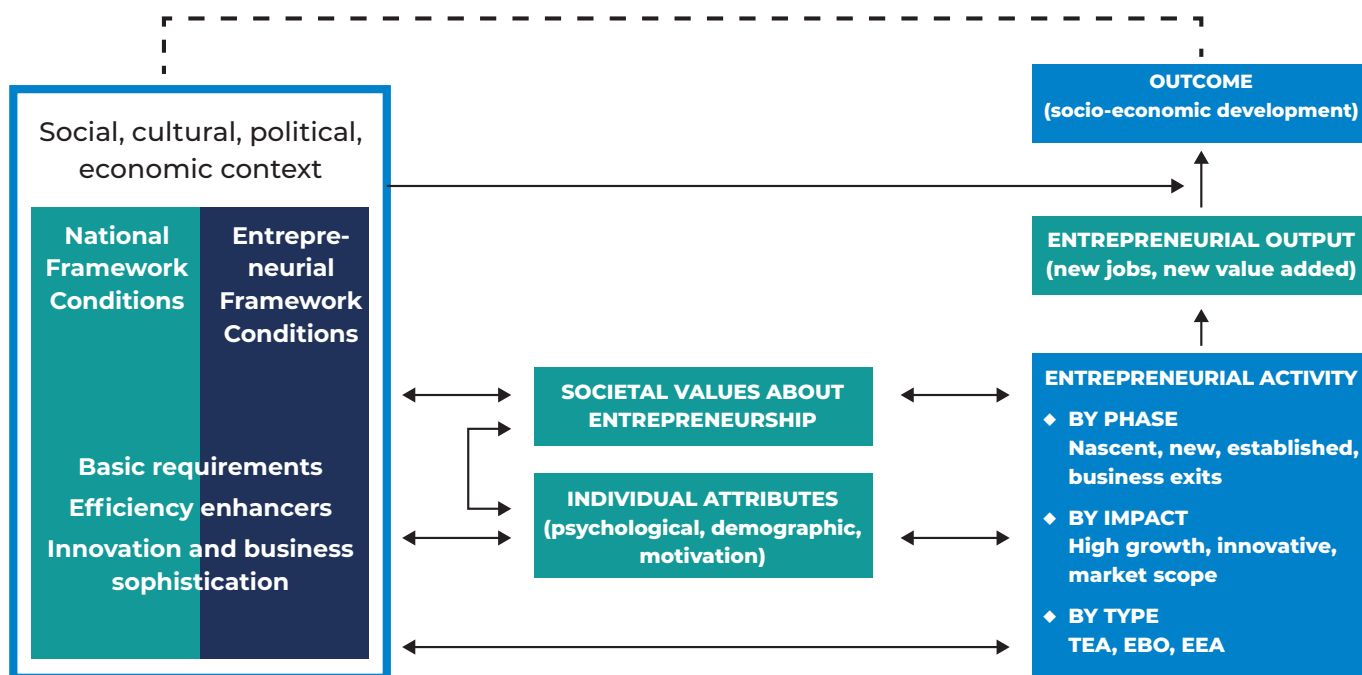 Social, cultural, political,
economic context
National
Framework
Conditions
Entrepre-
neurial
Framework
Conditions
Basic requirements
Efficiency enhancers
Innovation and business
sophistication
SOCIETAL VALUES ABOUT
ENTREPRENEURSHIP
INDIVIDUAL ATTRIBUTES
(psychological, demographic,
motivation)
OUTCOME
(socio-economic development)
ENTREPRENEURIAL OUTPUT
(new jobs, new value added)
ENTREPRENEURIAL ACTIVITY
◆ BY PHASE
Nascent, new, established,
business exits
◆ BY IMPACT
High growth, innovative,
market scope
◆ BY TYPE
TEA, EBO, EEA